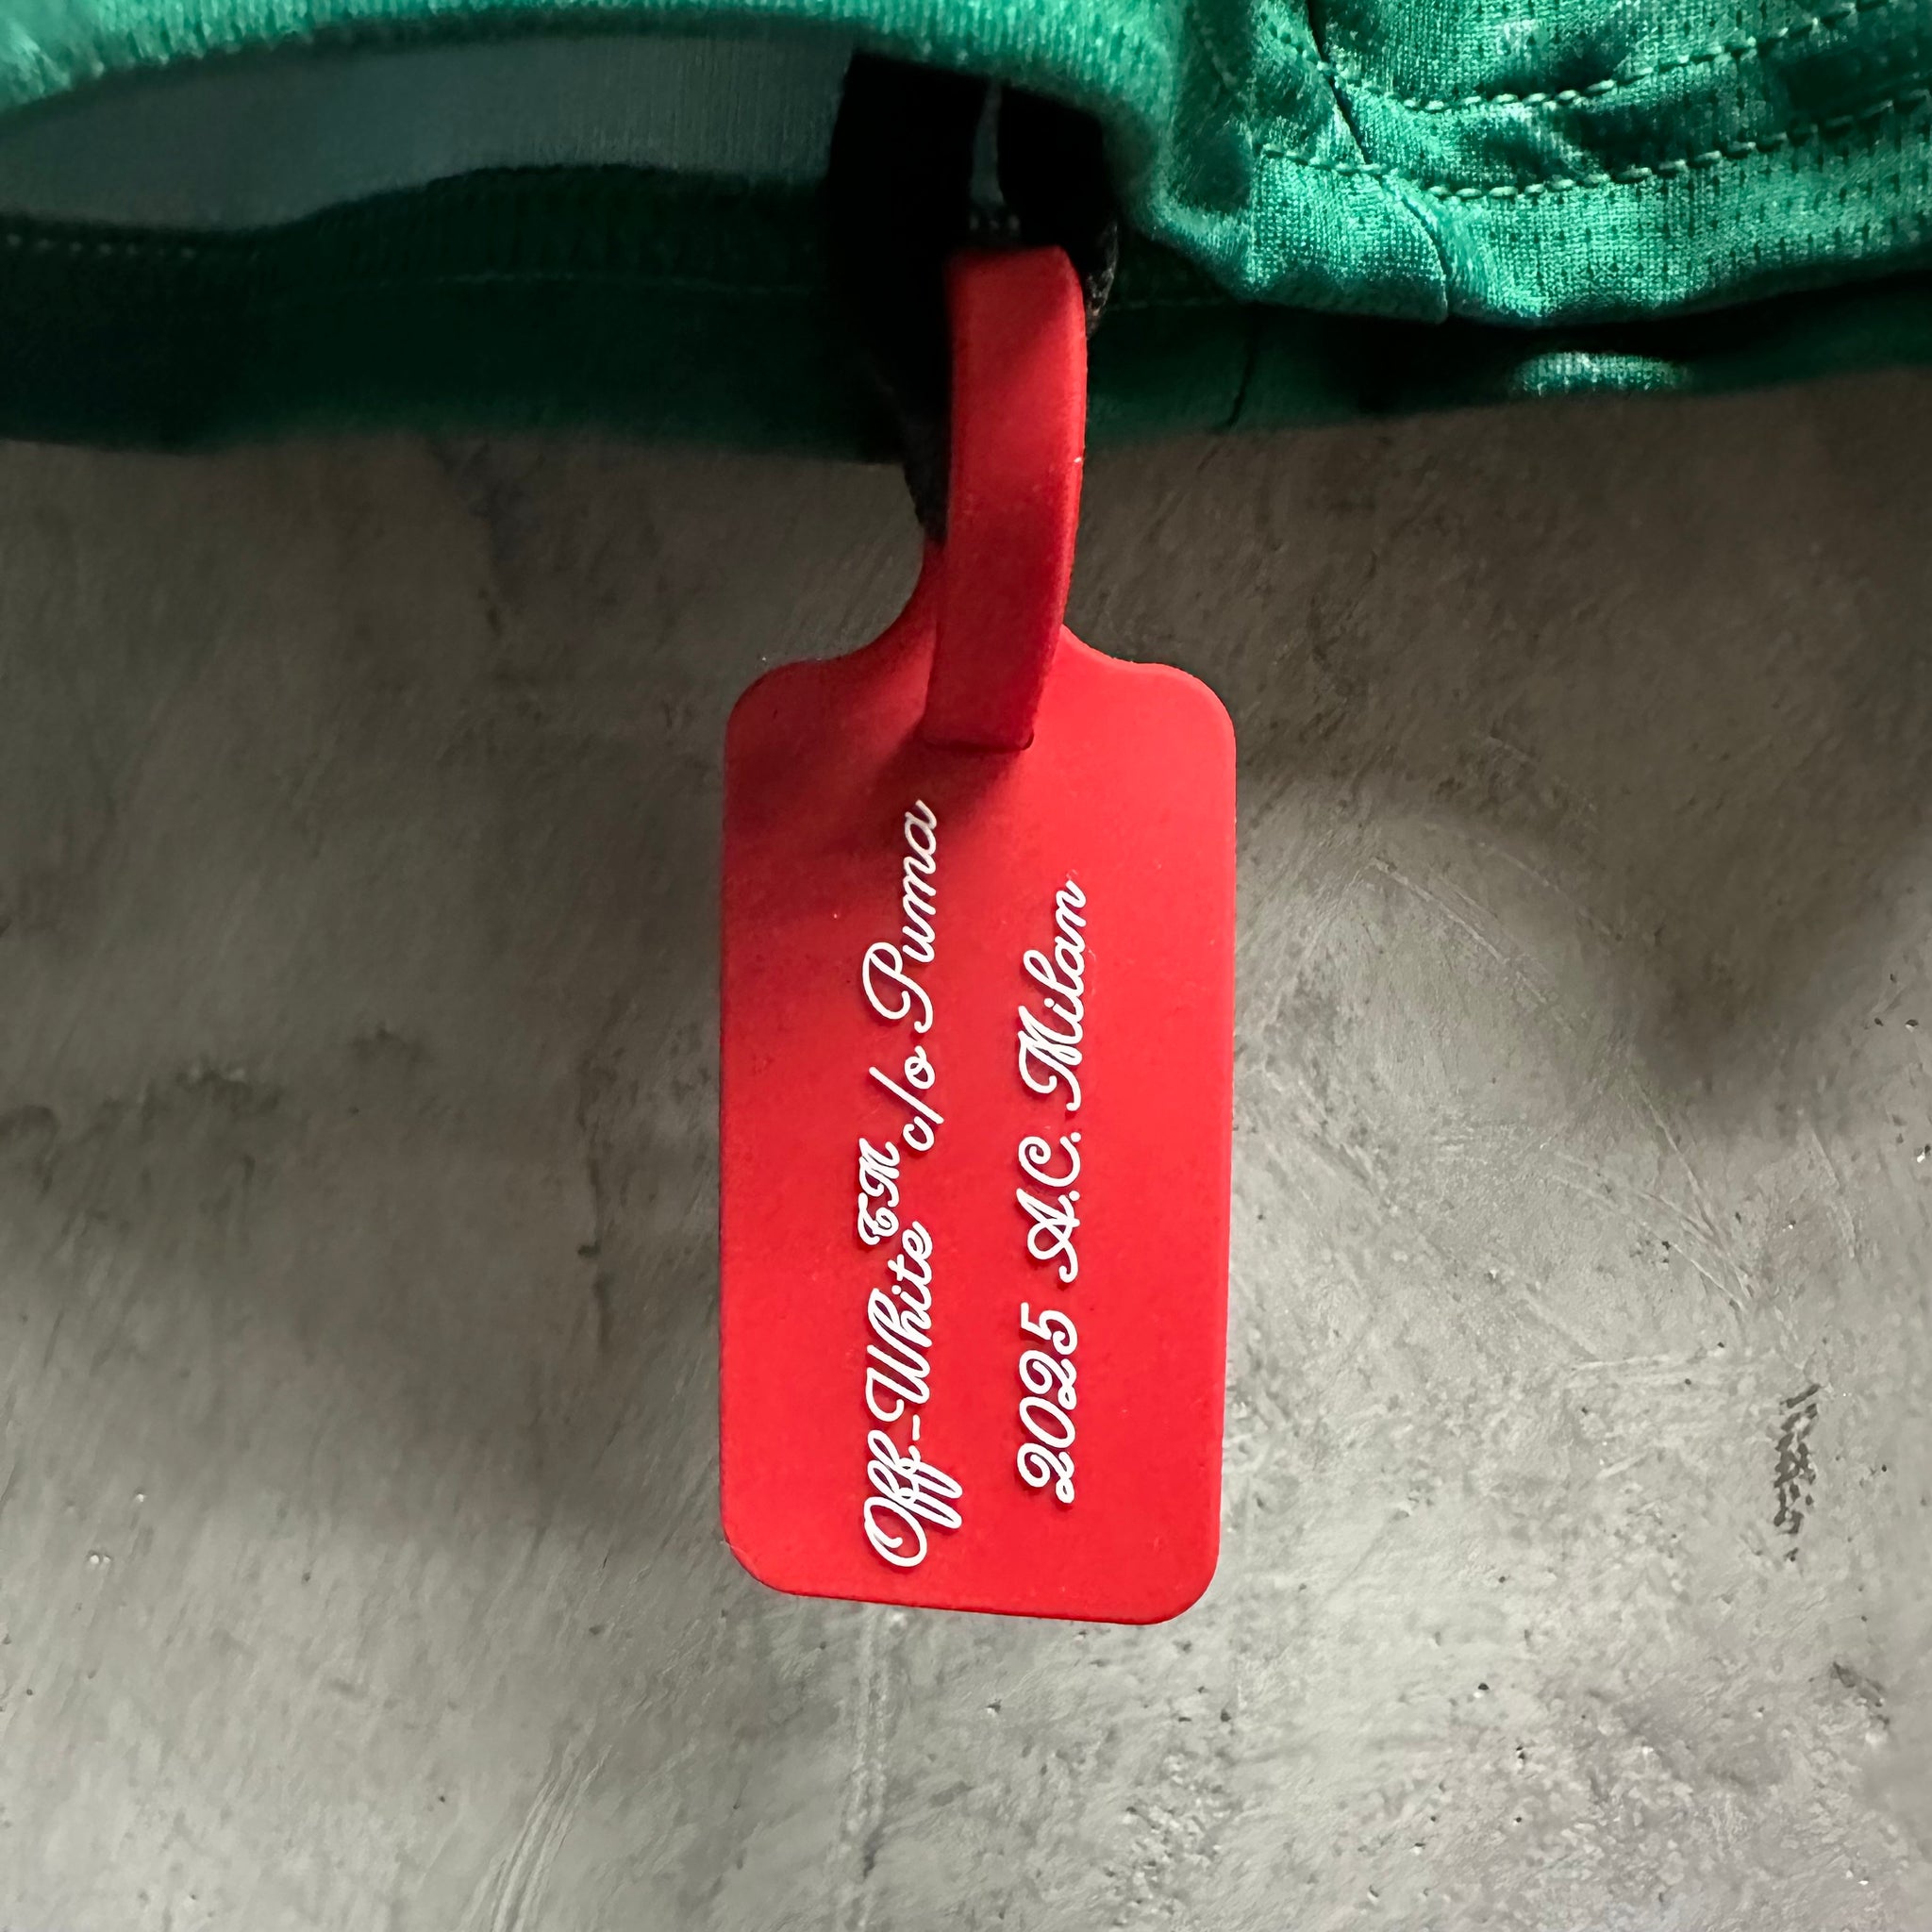 Off-White™ c/o Puma
2025 A.C. Milan